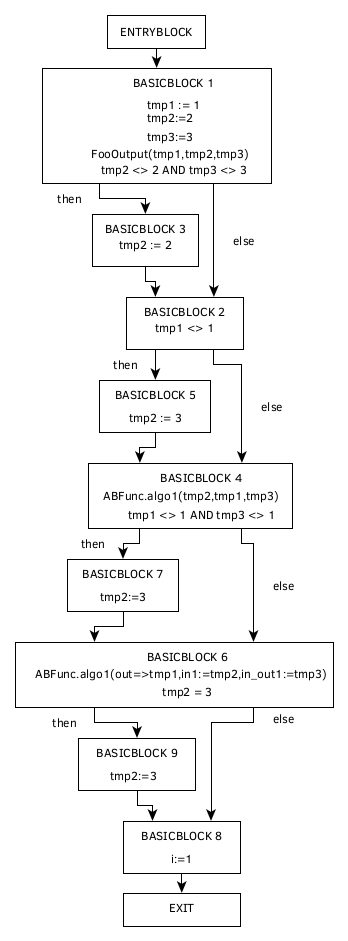 ENTRYBLOCK
BASICBLOCK 1
tmp1 := 1
tmp2:=2
tmp3:=3
FooOutput(tmp1,tmp2,tmp3)
tmp2 <> 2 AND tmp3 <> 3
then
BASICBLOCK 3
tmp2 := 2
else
BASICBLOCK 2
tmp1 <> 1
then
BASICBLOCK 5
tmp2 := 3
else
BASICBLOCK 4
ABFunc.algo1(tmp2,tmp1,tmp3)
tmp1 <> 1 AND tmp3 <> 1
then
BASICBLOCK 7
tmp2:=3
else
BASICBLOCK 6
ABFunc.algo1(out=>tmp1,in1:=tmp2,in_out1:=tmp3)
tmp2 = 3
then
else
BASICBLOCK 9
tmp2:=3
BASICBLOCK 8
i:=1
EXIT